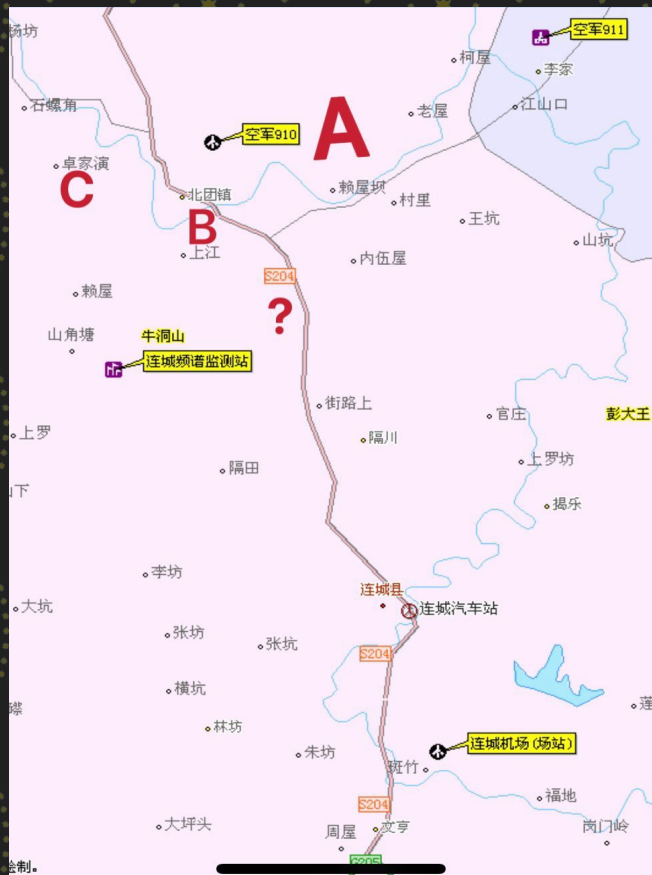 杨坊
空军911
柯屋
李家
石螺角
老屋
江山口
A
空军910
卓家演
C
北团镇
赖屋坝
村里
B
王坑
山坑
上江
内伍屋
S204
赖屋
?
山角塘
牛洞山
连城频谱监测站
街路上
官庄
彭大王
上罗
隔川
隔田
上罗坊
山下
揭乐
李坊
连城县
大坑
连城汽车站
张坊
张坑
S204
横坑
莲
林坊
朱坊
连城机场(场站)
斑竹
福地
S204
大坪头
周屋
文亨
岗门岭
G205
绘制。